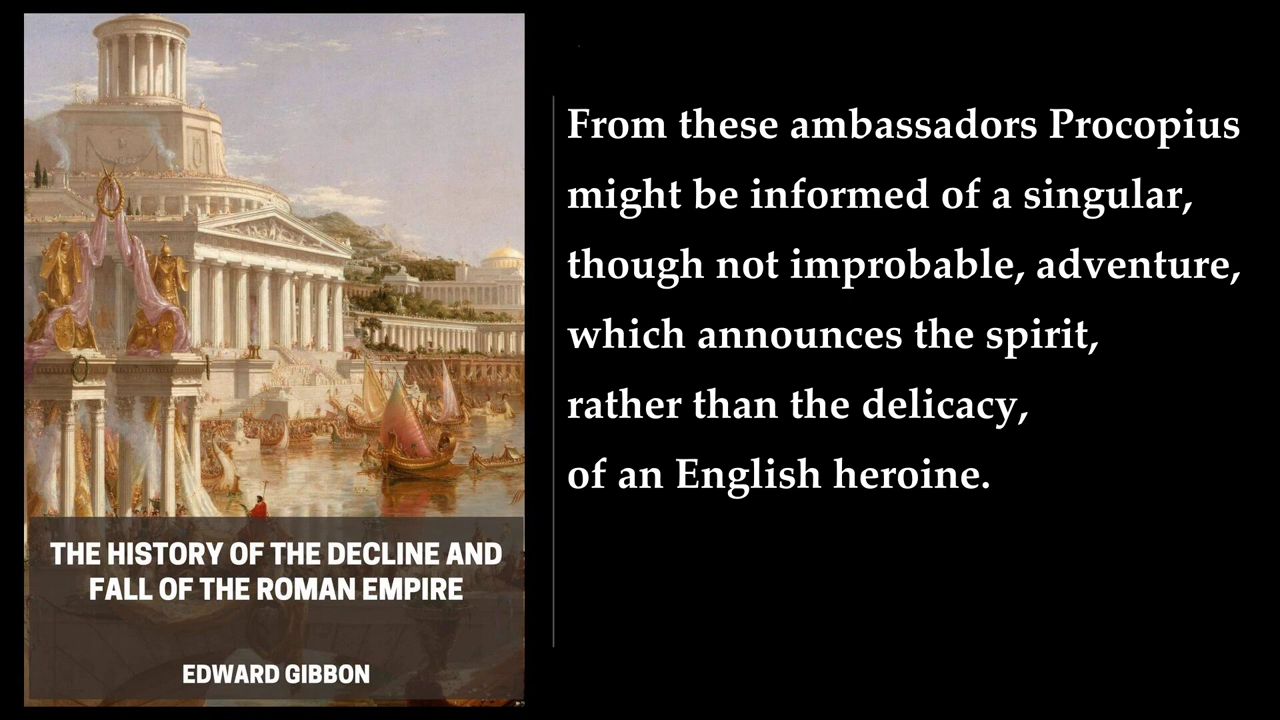 THE HISTORY OF THE DECLINE AND
FALL OF THE ROMAN EMPIRE
EDWARD GIBBON
From these ambassadors Procopius
might be informed of a singular,
though not improbable, adventure,
which announces the spirit,
rather than the delicacy,
of an English heroine.